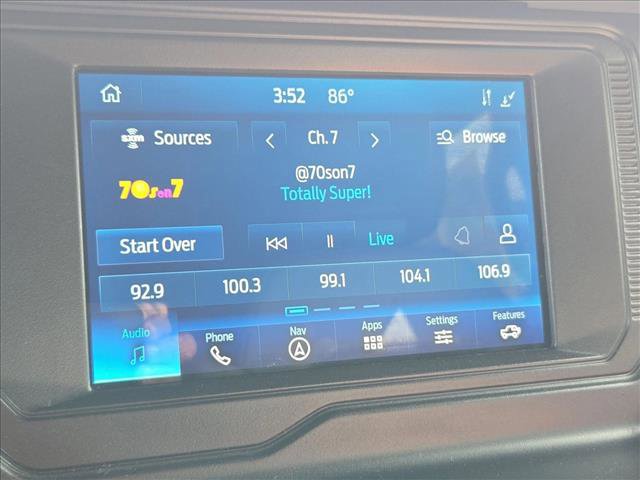 3:52 86°
sxm Sources
Ch. 7
Browse
70s on 7
@70son7
Totally Super!
Start Over
Live
92.9 100.3 99.1 104.1 106.9
Audio Phone Nav Apps Settings Features